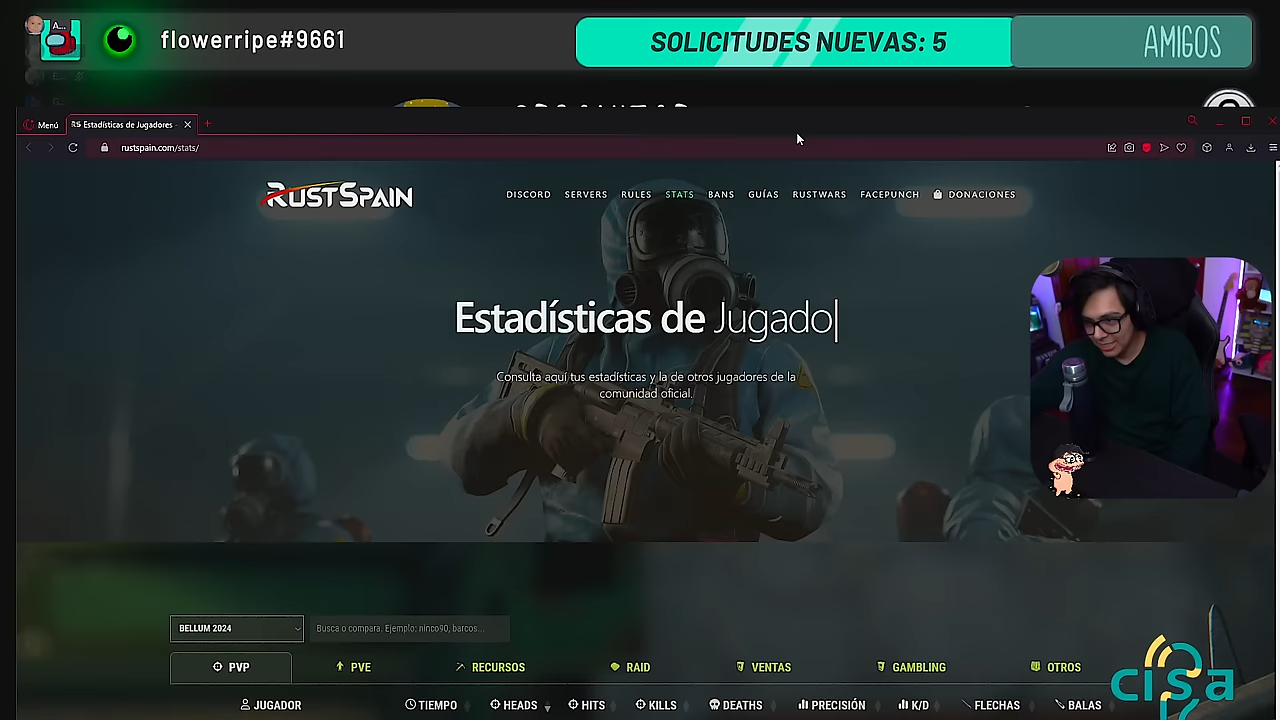 A...
flowerripe#9661
SOLICITUDES NUEVAS: 5
AMIGOS
Menú
RS Estadísticas de Jugadores
rustspain.com/stats/
RUSTSPAIN
DISCORD SERVERS RULES STATS BANS GUÍAS RUSTWARS FACEPUNCH DONACIONES
Estadísticas de Jugado|
Consulta aquí tus estadísticas y la de otros jugadores de la
comunidad oficial.
BELLUM 2024
Busca o compara. Ejemplo: ninco90, barcos...
PVP PVE RECURSOS RAID VENTAS GAMBLING OTROS
JUGADOR TIEMPO HEADS HITS KILLS DEATHS PRECISIÓN K/D FLECHAS BALAS
cisa